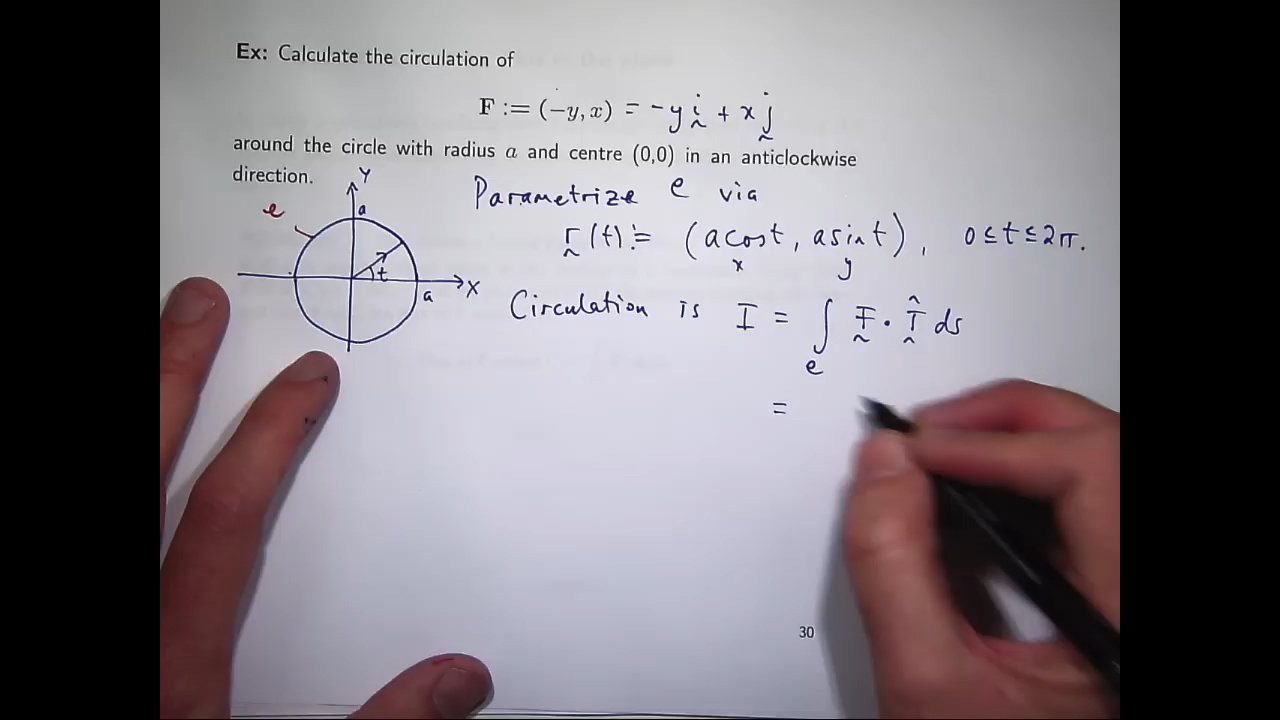 Ex: Calculate the circulation of
F := (−y, x) = -y i + x j
around the circle with radius a and centre (0,0) in an anticlockwise
direction.
Y
a
e
t
a
X
Parametrize e via
r(t) := (a cos t, a sin t), 0 ≤ t ≤ 2π.
x y
Circulation is I = ∫ F · T̂ ds
e
=
30